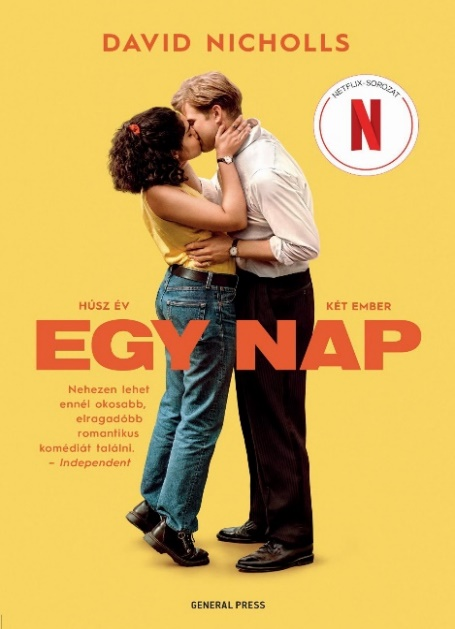 DAVID NICHOLLS
NETFLIX-SOROZAT
N
HÚSZ ÉV
KÉT EMBER
EGY NAP
Nehezen lehet
ennél okosabb,
elragadóbb
romantikus
komédiát találni.
– Independent
GENERAL PRESS